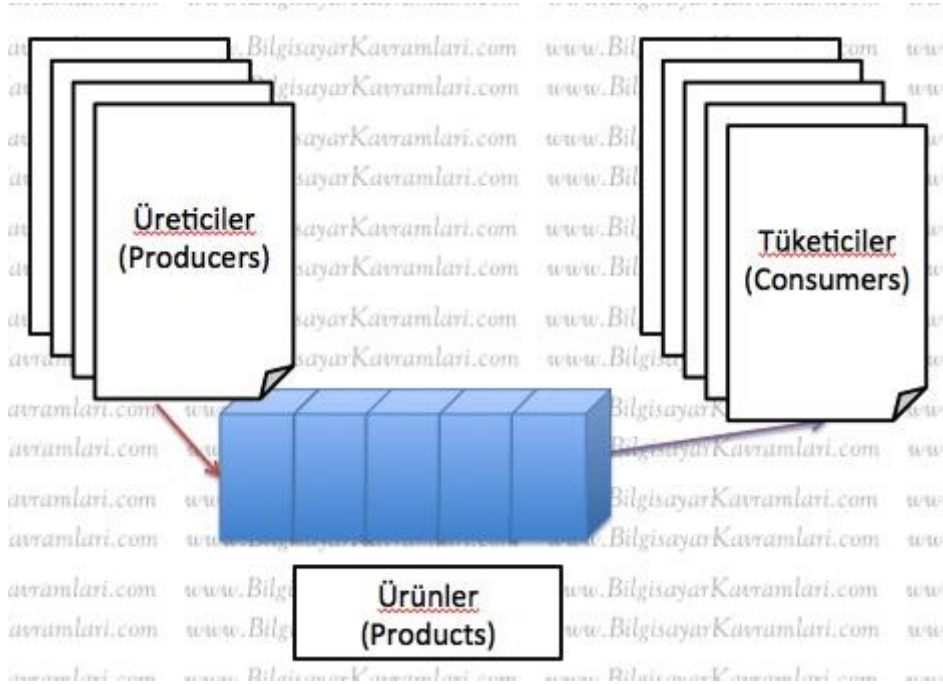 Üreticiler
(Producers)
Tüketiciler
(Consumers)
Ürünler
(Products)
www.BilgisayarKavramlari.com